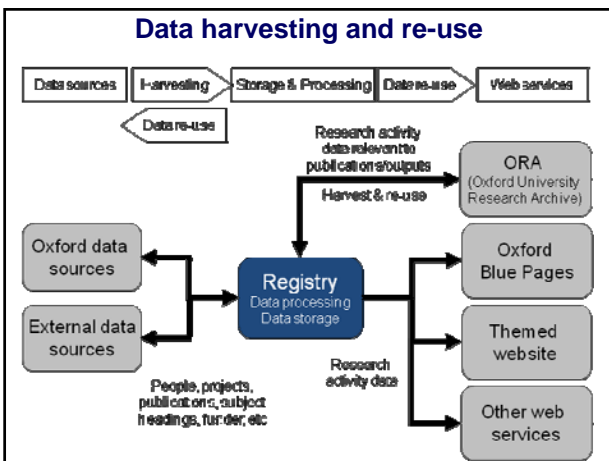 Data harvesting and re-use
Data sources
Harvesting
Storage & Processing
Data re-use
Web services
Data re-use
Research activity
data relevant to
publications/outputs
Harvest & re-use
ORA
(Oxford University
Research Archive)
Oxford data
sources
External data
sources
Registry
Data processing
Data storage
Oxford
Blue Pages
Themed
website
Other web
services
People, projects,
publications, subject
headings, funder, etc
Research
activity data